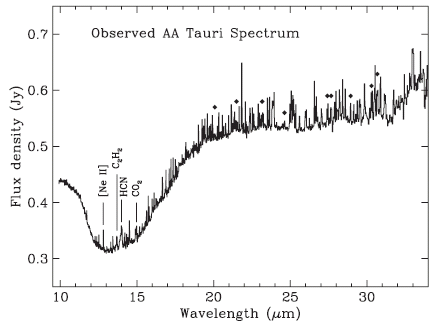 Observed AA Tauri Spectrum
Flux density (Jy)
0.7
0.6
0.5
0.4
0.3
[Ne II]
C₂H₂
HCN
CO₂
10
15
20
25
30
Wavelength (μm)